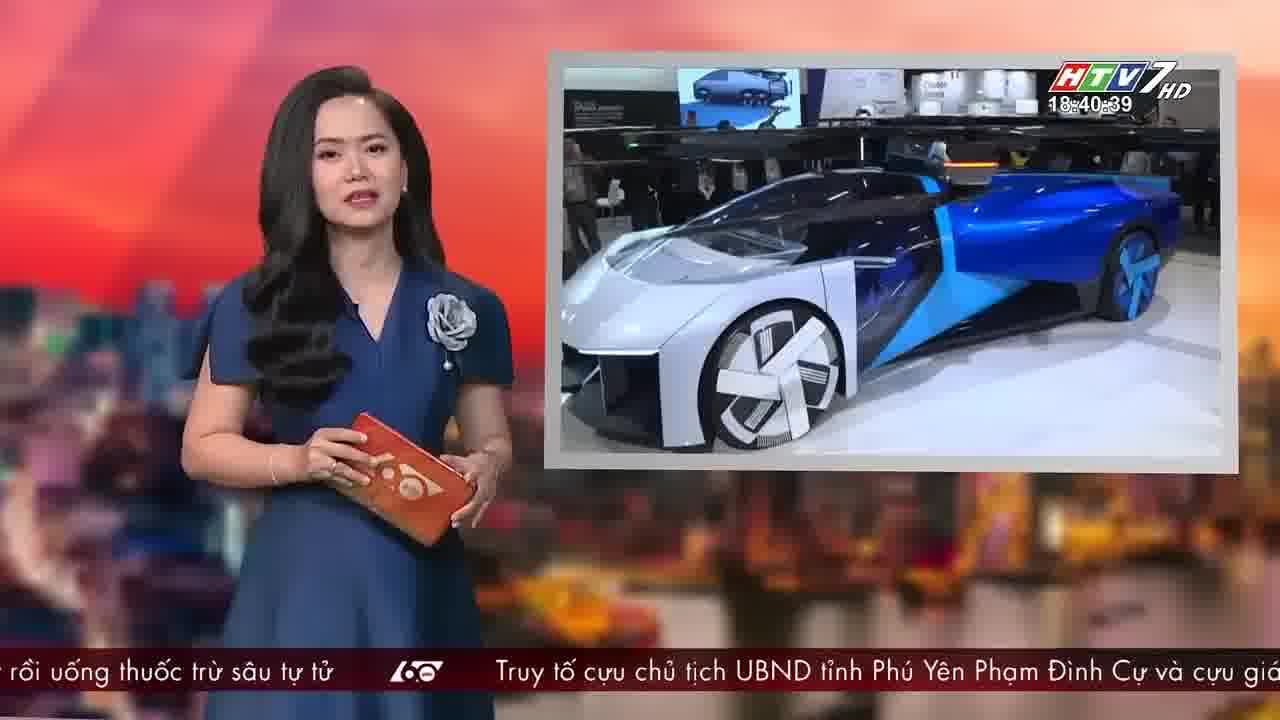 HTV7
HD
18:40:39
rồi uống thuốc trừ sâu tự tử
60
Truy tố cựu chủ tịch UBND tỉnh Phú Yên Phạm Đình Cự và cựu giá